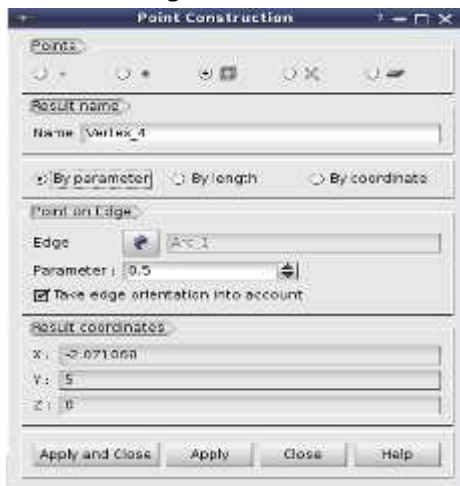 Point Construction
Points
Result name
Name Vertex_4
By parameter By length By coordinate
Point on Edge
Edge Arc_1
Parameter : 0.5
Take edge orientation into account
Result coordinates
X : -2.071068
Y : 5
Z : 0
Apply and Close Apply Close Help